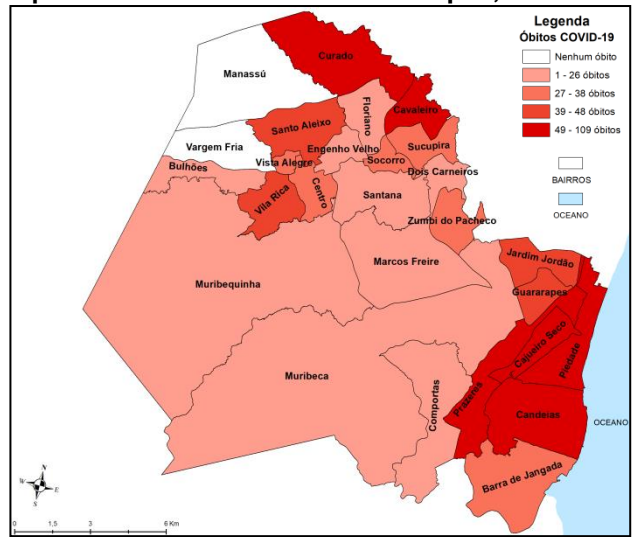 Legenda
Óbitos COVID-19
Nenhum óbito
1 - 26 óbitos
27 - 38 óbitos
39 - 48 óbitos
49 - 109 óbitos
BAIRROS
OCEANO
Curado
Manassú
Floriano
Cavaleiro
Santo Aleixo
Vargem Fria
Engenho Velho
Sucupira
Vista Alegre
Socorro
Bulhões
Dois Carneiros
Vila Rica
Centro
Santana
Zumbi do Pacheco
Marcos Freire
Jardim Jordão
Muribequinha
Guararapes
Cajueiro Seco
Piedade
Muribeca
Comportas
Prazeres
Candeias
OCEANO
Barra de Jangada
N
W
E
S
0 1,5 3 6 Km